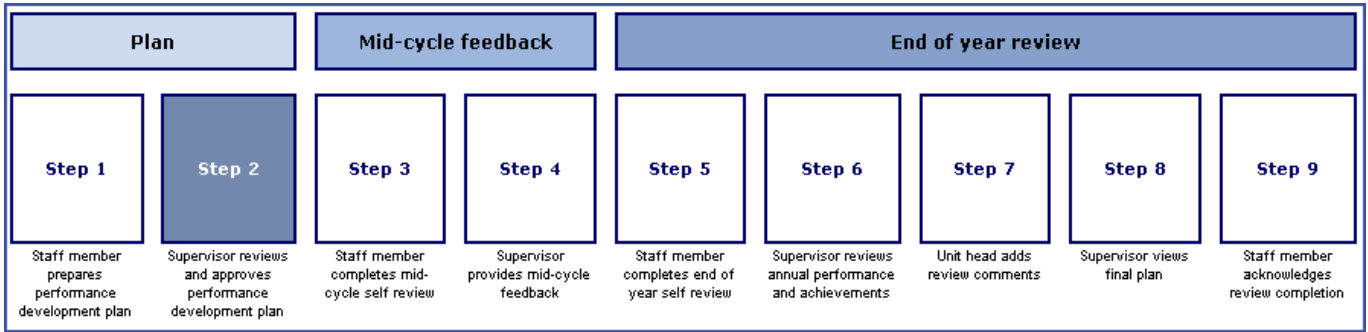 Plan
Mid-cycle feedback
End of year review
Step 1
Step 2
Step 3
Step 4
Step 5
Step 6
Step 7
Step 8
Step 9
Staff member
prepares
performance
development plan
Supervisor reviews
and approves
performance
development plan
Staff member
completes mid-
cycle self review
Supervisor
provides mid-cycle
feedback
Staff member
completes end of
year self review
Supervisor reviews
annual performance
and achievements
Unit head adds
review comments
Supervisor views
final plan
Staff member
acknowledges
review completion